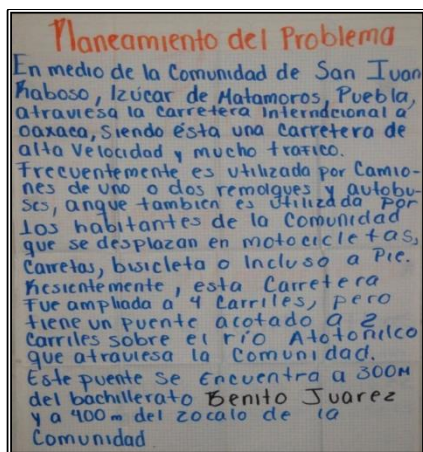 Planeamiento del Problema
En medio de la Comunidad de San Juan
Raboso, Izúcar de Matamoros, Puebla,
atraviesa la carretera Internacional a
Oaxaca, siendo ésta una carretera de
alta Velocidad y mucho trafico.
Frecuentemente es utilizada por Camio-
nes de uno o dos remolques y autobu-
ses, anque tambien es utilizada por
los habitantes de la Comunidad
que se desplazan en motocicletas,
Carretas, bisicleta o Incluso a Pie.
Resientemente, esta Carretera
Fue ampliada a 4 Carriles, pero
tiene un puente acotado a 2
Carriles sobre el río Atotonilco
que atraviesa la Comunidad.
Este puente se Encuentra a 300M
del bachillerato Benito Juarez
y a 400 m del zocalo de la
Comunidad